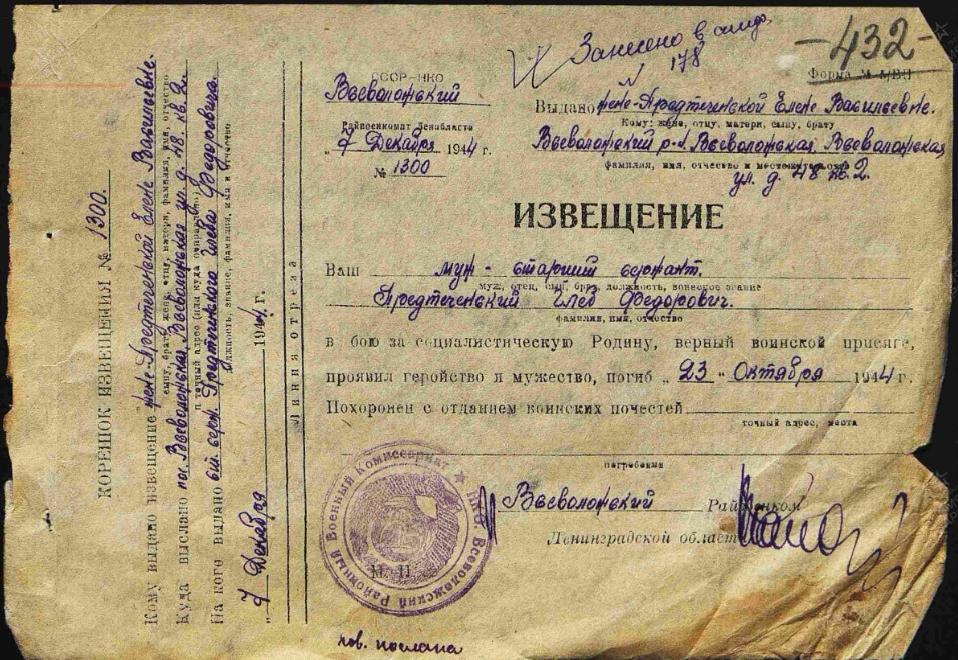 Занесено в
№ 178
-432-
СССР-НКО
Всеволожский
Райвоенкомат Ленобласти
„ 7 Декабря 1944 г.
№ 1300
Форма №
Выдано жене-Предтеченской Елене Васильевне.
Кому: жене, отцу, матери, сыну, брату
Всеволожский р-н. Всеволожская, Всеволожская
фамилия, имя, отчество и
ул. д. 48 кв. 2.
ИЗВЕЩЕНИЕ
Ваш муж - старший сержант.
муж, отец, сын, брат, должность, воинское звание
Предтеченский Глеб Федорович.
фамилия, имя, отчество
в бою за социалистическую Родину, верный воинской присяге,
проявил геройство и мужество, погиб „ 23 " Октября 1944 г.
Похоронен с отданием воинских почестей
точный адрес, места
погребения
Всеволожский Райвоенком
Ленинградской области
Всеволожский Районный Военный Комиссариат
М. П.
пов. послана
КОРЕШОК ИЗВЕЩЕНИЯ № 1300.
Кому выдано извещение жене-Предтеченской Елене Васильевне.
сыну, брату, жене, отцу, матери, фамилия, имя, отчество
Куда выслано пос. Всеволожская, Всеволожская ул. д. 48. кв. 2.
точный адрес (или куда отправлено)
На кого выдано ст. серж. Предтеченского Глеба Федоровича.
должность, звание, фамилия, имя и отчество
„ 7 Декабря 1944 г.
Линия отреза